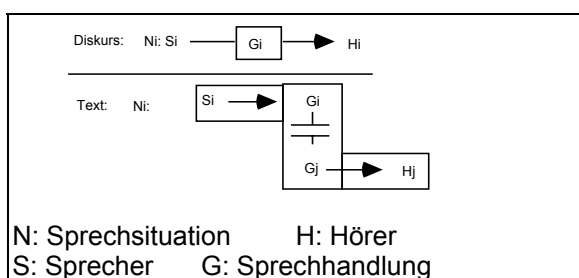 Diskurs: Ni: Si Gi Hi
Text: Ni: Si Gi
Gj Hj
N: Sprechsituation H: Hörer
S: Sprecher G: Sprechhandlung